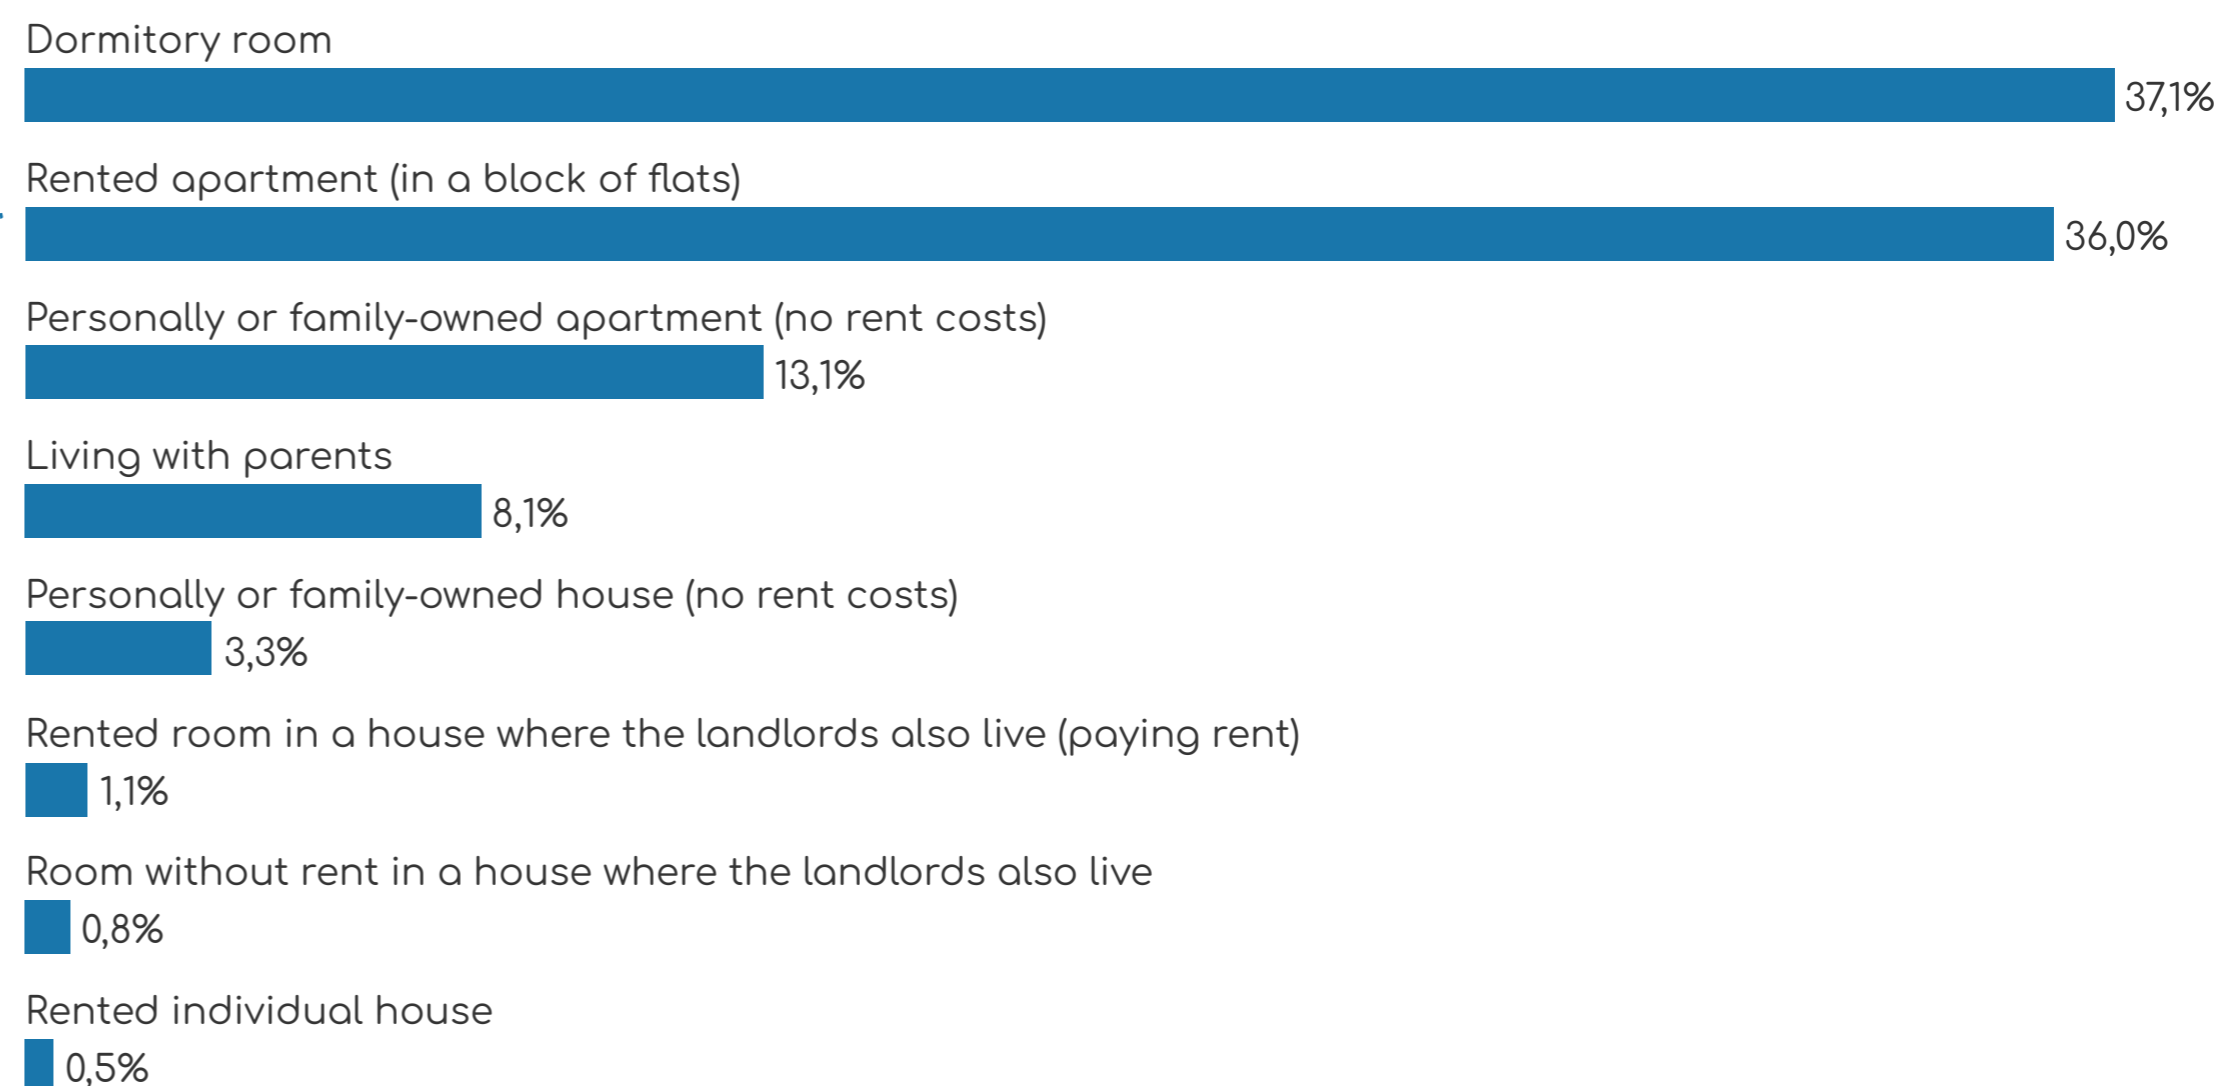 Dormitory room
37,1%
Rented apartment (in a block of flats)
36,0%
Personally or family-owned apartment (no rent costs)
13,1%
Living with parents
8,1%
Personally or family-owned house (no rent costs)
3,3%
Rented room in a house where the landlords also live (paying rent)
1,1%
Room without rent in a house where the landlords also live
0,8%
Rented individual house
0,5%